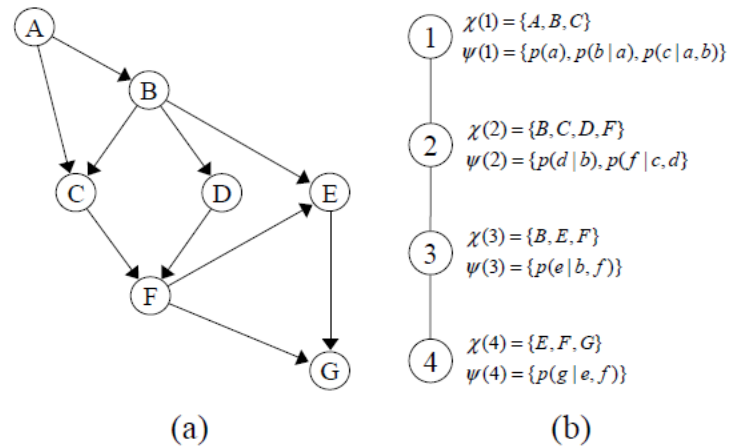 A
B
C
D
E
F
G
(a)
1
χ(1) = {A, B, C}
ψ(1) = {p(a), p(b | a), p(c | a, b)}
2
χ(2) = {B, C, D, F}
ψ(2) = {p(d | b), p(f | c, d}
3
χ(3) = {B, E, F}
ψ(3) = {p(e | b, f)}
4
χ(4) = {E, F, G}
ψ(4) = {p(g | e, f)}
(b)